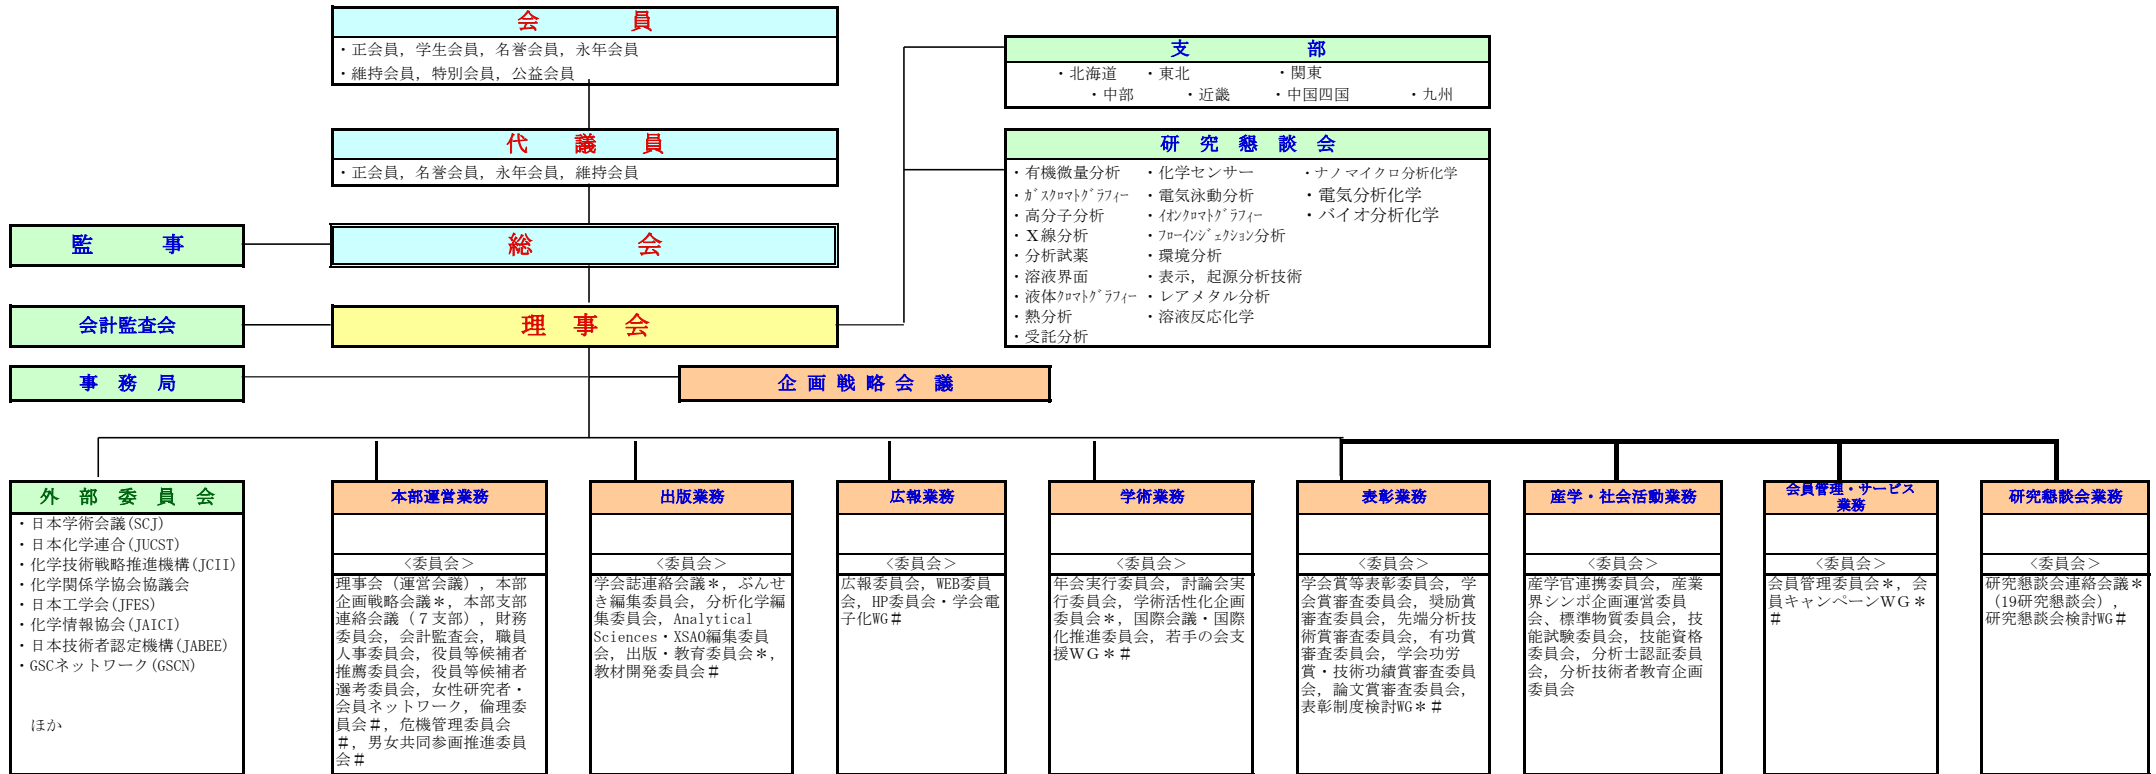 会 員
・正会員, 学生会員, 名誉会員, 永年会員
・維持会員, 特別会員, 公益会員
代 議 員
・正会員, 名誉会員, 永年会員, 維持会員
監 事
総 会
会計監査会
理 事 会
事 務 局
企 画 戦 略 会 議
支 部
・北海道 ・東北 ・関東
・中部 ・近畿 ・中国四国 ・九州
研 究 懇 談 会
・有機微量分析 ・化学センサー ・ナノマイクロ分析化学
・ガスクロマトグラフィー ・電気泳動分析 ・電気分析化学
・高分子分析 ・イオンクロマトグラフィー ・バイオ分析化学
・X線分析 ・フローインジェクション分析
・分析試薬 ・環境分析
・溶液界面 ・表示, 起源分析技術
・液体クロマトグラフィー ・レアメタル分析
・熱分析 ・溶液反応化学
・受託分析
外 部 委 員 会
・日本学術会議(SCJ)
・日本化学連合(JUCST)
・化学技術戦略推進機構(JCII)
・化学関係学協会協議会
・日本工学会(JFES)
・化学情報協会(JAICI)
・日本技術者認定機構(JABEE)
・GSCネットワーク(GSCN)
ほか
本部運営業務
<委員会>
理事会（運営会議）, 本部
企画戦略会議＊, 本部支部
連絡会議（７支部）, 財務
委員会, 会計監査会, 職員
人事委員会, 役員等候補者
推薦委員会, 役員等候補者
選考委員会, 女性研究者・
会員ネットワーク, 倫理委
員会＃, 危機管理委員会
＃, 男女共同参画推進委員
会＃
出版業務
<委員会>
学会誌連絡会議＊, ぶんせ
き編集委員会, 分析化学編
集委員会, Analytical
Sciences・XSAO編集委員
会, 出版・教育委員会＊,
教材開発委員会＃
広報業務
<委員会>
広報委員会, WEB委員
会, HP委員会・学会電
子化WG＃
学術業務
<委員会>
年会実行委員会, 討論会実
行委員会, 学術活性化企画
委員会＊, 国際会議・国際
化推進委員会, 若手の会支
援WG＊＃
表彰業務
<委員会>
学会賞等表彰委員会, 学
会賞審査委員会, 奨励賞
審査委員会, 先端分析技
術賞審査委員会, 有功賞
審査委員会, 学会功労
賞・技術功績賞審査委員
会, 論文賞審査委員会,
表彰制度検討WG＊＃
産学・社会活動業務
<委員会>
産学官連携委員会, 産業
界シンポ企画運営委員
会、標準物質委員会, 技
能試験委員会, 技能資格
委員会, 分析士認証委員
会, 分析技術者教育企画
委員会
会員管理・サービス
業務
<委員会>
会員管理委員会＊, 会
員キャンペーンＷＧ＊
＃
研究懇談会業務
<委員会>
研究懇談会連絡会議＊
（19研究懇談会）,
研究懇談会検討WG＃